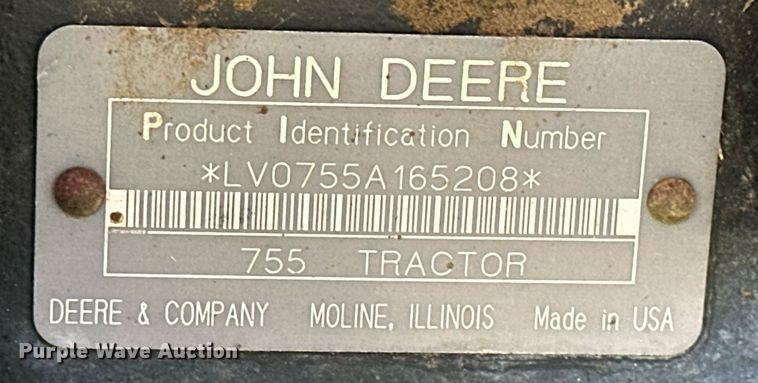 JOHN DEERE
Product Identification Number
*LV0755A165208*
755 TRACTOR
DEERE & COMPANY MOLINE, ILLINOIS Made in USA
Purple Wave Auction